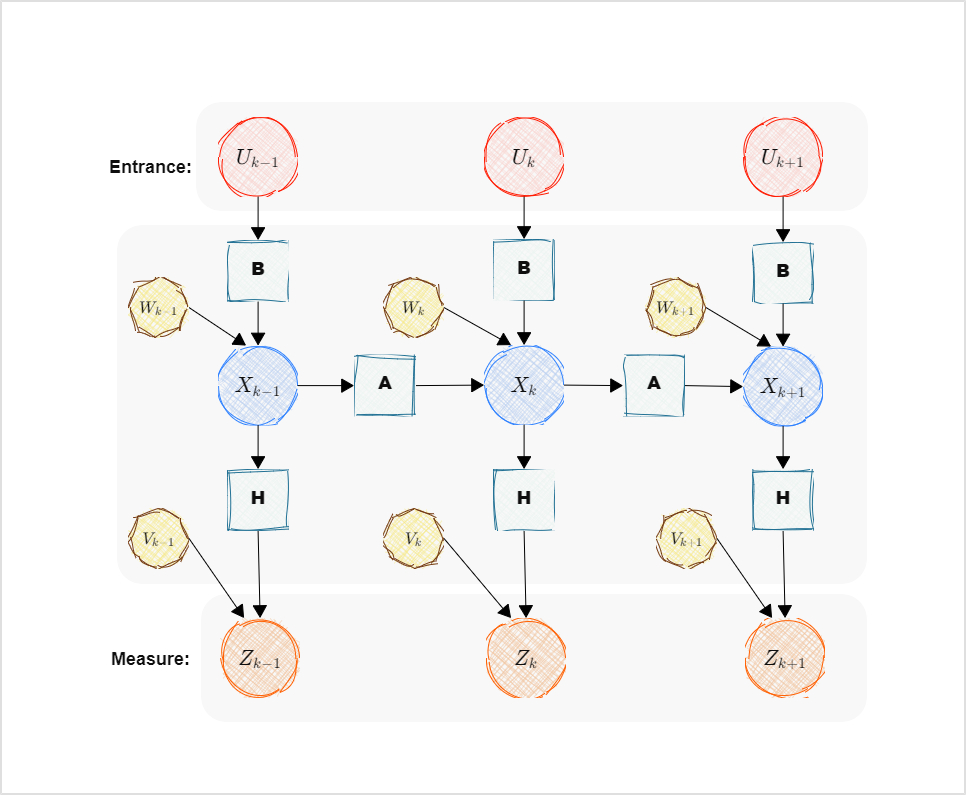 Entrance:
U_{k-1}
U_k
U_{k+1}
B
B
B
W_{k-1}
W_k
W_{k+1}
X_{k-1}
A
X_k
A
X_{k+1}
H
H
H
V_{k-1}
V_k
V_{k+1}
Measure:
Z_{k-1}
Z_k
Z_{k+1}